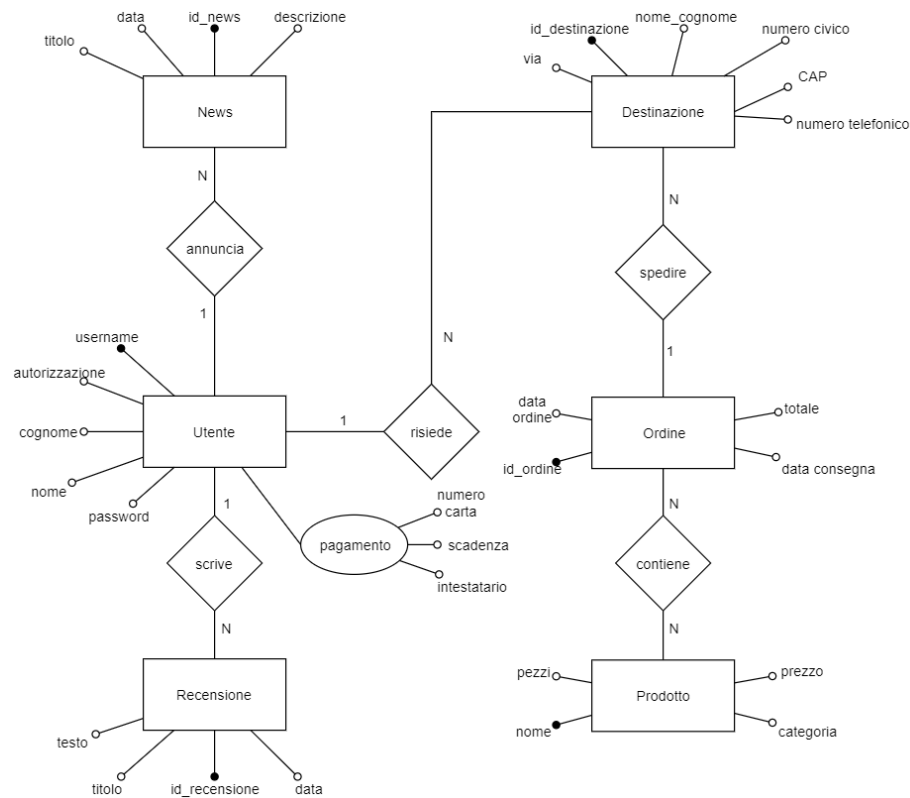 id_news
data
descrizione
titolo
News
N
annuncia
1
nome_cognome
id_destinazione
numero civico
via
CAP
Destinazione
numero telefonico
N
spedire
1
username
autorizzazione
cognome
Utente
nome
password
1
risiede
N
data
ordine
totale
Ordine
id_ordine
data consegna
1
scrive
N
pagamento
numero
carta
scadenza
intestatario
N
contiene
N
Recensione
testo
titolo
id_recensione
data
pezzi
prezzo
Prodotto
nome
categoria